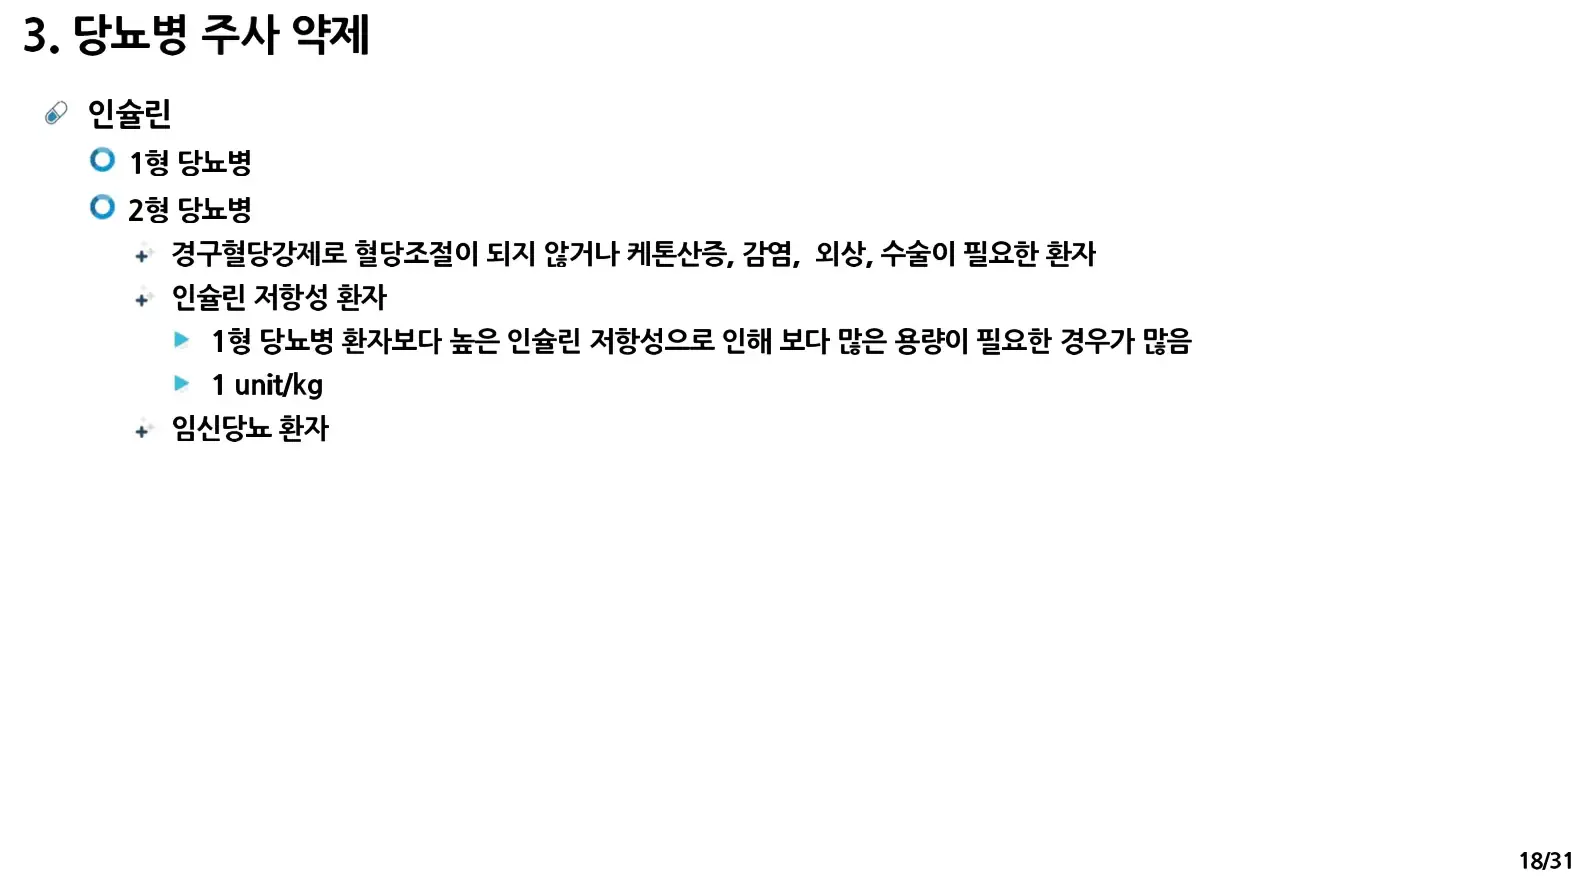 3. 당뇨병 주사 약제
인슐린
1형 당뇨병
2형 당뇨병
경구혈당강제로 혈당조절이 되지 않거나 케톤산증, 감염, 외상, 수술이 필요한 환자
인슐린 저항성 환자
1형 당뇨병 환자보다 높은 인슐린 저항성으로 인해 보다 많은 용량이 필요한 경우가 많음
1 unit/kg
임신당뇨 환자
18/31